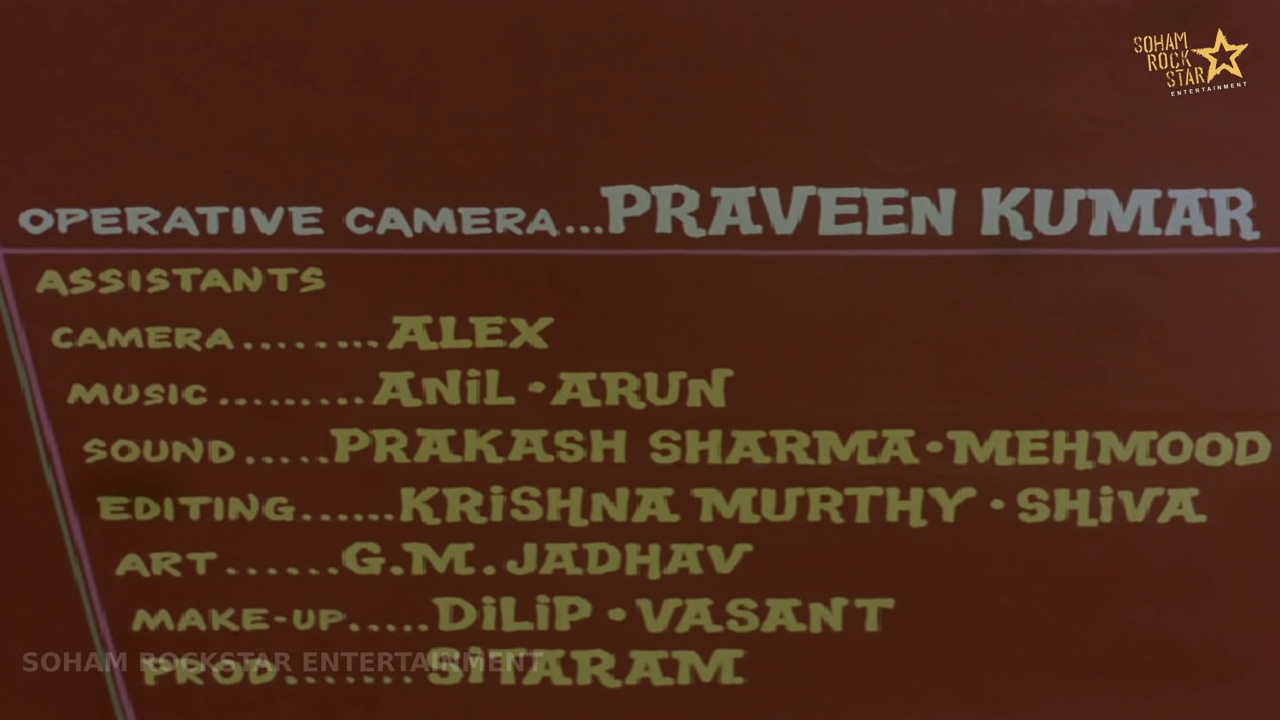 SOHAM
ROCK
STAR
ENTERTAINMENT
OPERATIVE CAMERA...PRAVEEN KUMAR
ASSISTANTS
CAMERA........ALEX
MUSIC.........ANiL·ARUN
SOUND.....PRAKASH SHARMA·MEHMOOD
EDITING......KRiSHNA MURTHY·SHiVA
ART......G.M.JADHAV
MAKE-UP.....DiLiP·VASANT
PROD.......SiTARAM
SOHAM ROCKSTAR ENTERTAINMENT